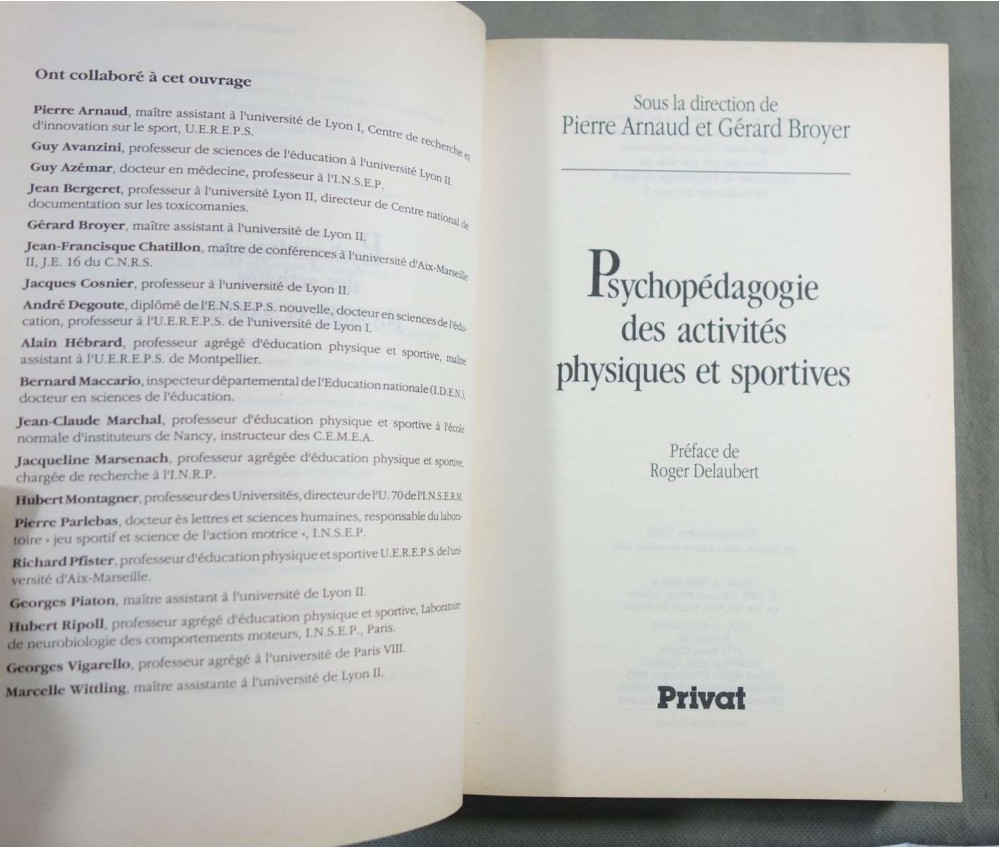 Ont collaboré à cet ouvrage
Pierre Arnaud, maître assistant à l'université de Lyon I, Centre de recherche et
d'innovation sur le sport, U.E.R.E.P.S.
Guy Avanzini, professeur de sciences de l'éducation à l'université Lyon II.
Guy Azémar, docteur en médecine, professeur à l'I.N.S.E.P.
Jean Bergeret, professeur à l'université Lyon II, directeur de Centre national de
documentation sur les toxicomanies.
Gérard Broyer, maître assistant à l'université de Lyon II.
Jean-Francisque Chatillon, maître de conférences à l'université d'Aix-Marseille
II, J.E. 16 du C.N.R.S.
Jacques Cosnier, professeur à l'université de Lyon II.
André Degoute, diplômé de l'E.N.S.E.P.S. nouvelle, docteur en sciences de l'édu-
cation, professeur à l'U.E.R.E.P.S. de l'université de Lyon I.
Alain Hébrard, professeur agrégé d'éducation physique et sportive, maître
assistant à l'U.E.R.E.P.S. de Montpellier.
Bernard Maccario, inspecteur départemental de l'Education nationale (I.D.E.N.),
docteur en sciences de l'éducation.
Jean-Claude Marchal, professeur d'éducation physique et sportive à l'école
normale d'instituteurs de Nancy, instructeur des C.E.M.E.A.
Jacqueline Marsenach, professeur agrégée d'éducation physique et sportive,
chargée de recherche à l'I.N.R.P.
Hubert Montagner, professeur des Universités, directeur de l'U. 70 de l'I.N.S.E.R.M.
Pierre Parlebas, docteur ès lettres et sciences humaines, responsable du labora-
toire « jeu sportif et science de l'action motrice », I.N.S.E.P.
Richard Pfister, professeur d'éducation physique et sportive U.E.R.E.P.S. de l'uni-
versité d'Aix-Marseille.
Georges Piaton, maître assistant à l'université de Lyon II.
Hubert Ripoll, professeur agrégé d'éducation physique et sportive, Laboratoire
de neurobiologie des comportements moteurs, I.N.S.E.P., Paris.
Georges Vigarello, professeur agrégé à l'université de Paris VIII.
Marcelle Wittling, maître assistante à l'université de Lyon II.
Sous la direction de
Pierre Arnaud et Gérard Broyer
Psychopédagogie
des activités
physiques et sportives
Préface de
Roger Delaubert
Privat